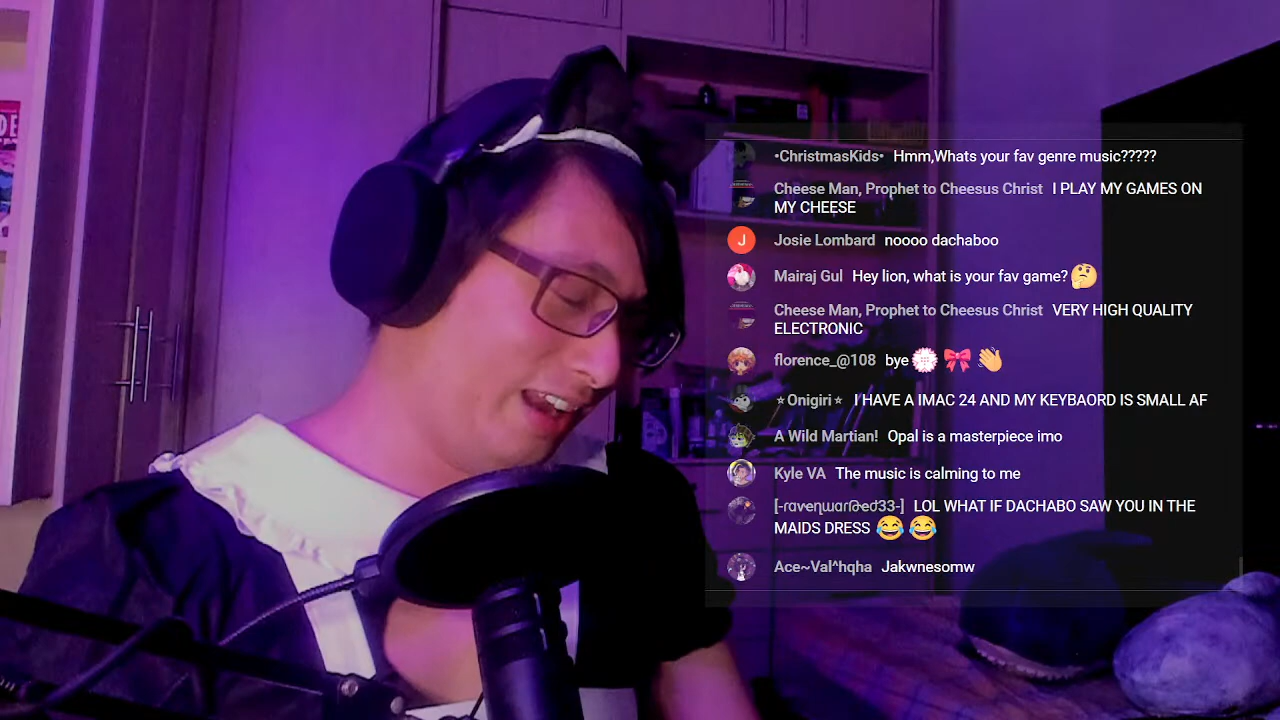 DE
•ChristmasKids• Hmm,Whats your fav genre music?????
Cheese Man, Prophet to Cheesus Christ I PLAY MY GAMES ON
MY CHEESE
J Josie Lombard noooo dachaboo
Mairaj Gul Hey lion, what is your fav game? 🤔
Cheese Man, Prophet to Cheesus Christ VERY HIGH QUALITY
ELECTRONIC
florence_@108 bye 💮 🎀 👋
⭐Onigiri⭐ I HAVE A IMAC 24 AND MY KEYBAORD IS SMALL AF
A Wild Martian! Opal is a masterpiece imo
Kyle VA The music is calming to me
LOL WHAT IF DACHABO SAW YOU IN THE
MAIDS DRESS 😂 😂
Ace~Val^hqha Jakwnesomw